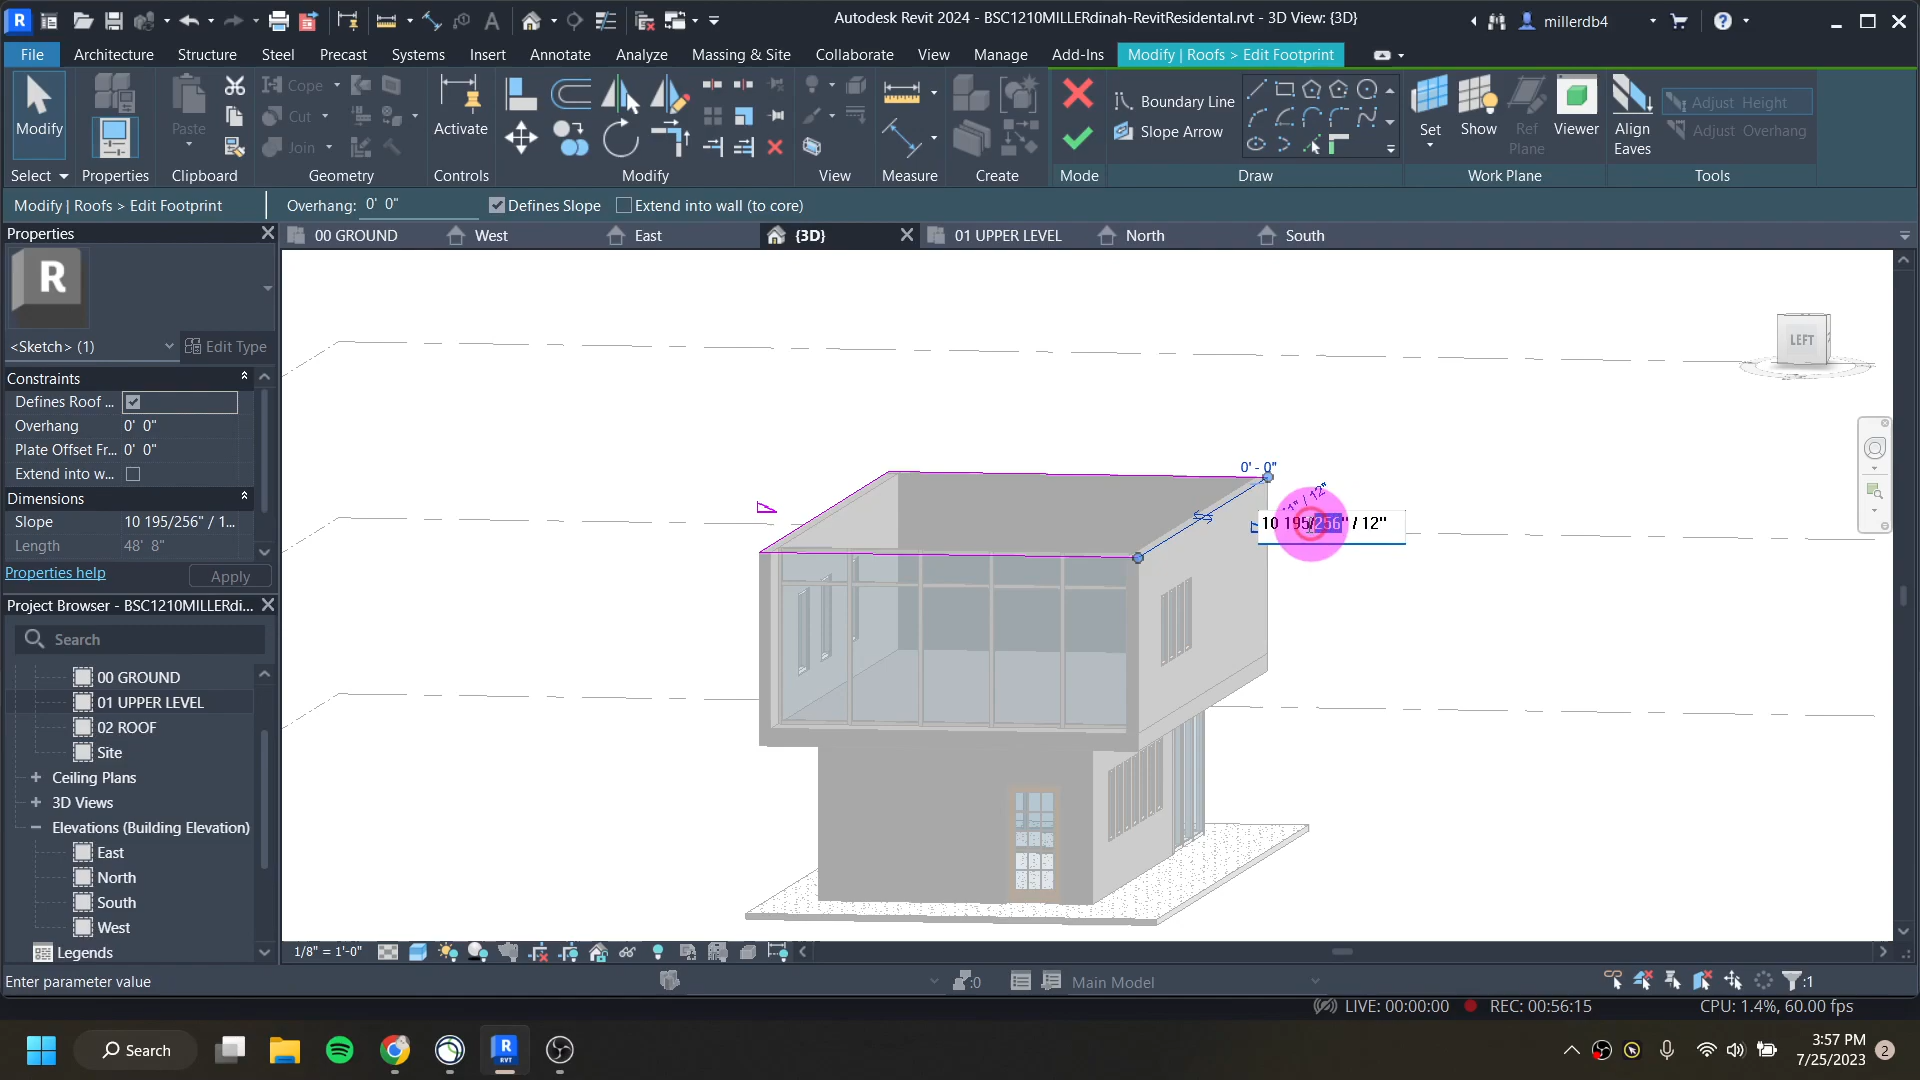 Autodesk Revit 2024 - BSC1210MILLERdinah-RevitResidental.rvt - 3D View: {3D}
millerdb4
File
Architecture
Structure
Steel
Precast
Systems
Insert
Annotate
Analyze
Massing & Site
Collaborate
View
Manage
Add-Ins
Modify | Roofs > Edit Footprint
Modify
Paste
Cope
Cut
Join
Activate
Boundary Line
Slope Arrow
Set
Show
Ref
Plane
Viewer
Align
Eaves
Adjust Height
Adjust Overhang
Select
Properties
Clipboard
Geometry
Controls
Modify
View
Measure
Create
Mode
Draw
Work Plane
Tools
Modify | Roofs > Edit Footprint
Overhang: 0' 0"
Defines Slope
Extend into wall (to core)
Properties
00 GROUND
West
East
{3D}
01 UPPER LEVEL
North
South
R
<Sketch> (1)
Edit Type
Constraints
Defines Roof ...
Overhang 0' 0"
Plate Offset Fr... 0' 0"
Extend into w...
Dimensions
Slope 10 195/256" / 1...
Length 48' 8"
Properties help
Apply
LEFT
0' - 0"
10 195/256" / 12"
Project Browser - BSC1210MILLERdi...
Search
00 GROUND
01 UPPER LEVEL
02 ROOF
Site
Ceiling Plans
3D Views
Elevations (Building Elevation)
East
North
South
West
Legends
1/8" = 1'-0"
Enter parameter value
:0
Main Model
:1
LIVE: 00:00:00
REC: 00:56:15
CPU: 1.4%, 60.00 fps
Search
3:57 PM
7/25/2023
2